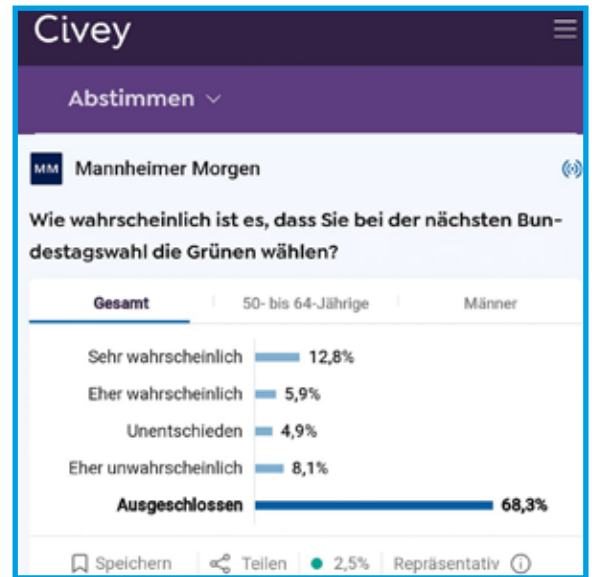 Civey
Abstimmen
MM Mannheimer Morgen
Wie wahrscheinlich ist es, dass Sie bei der nächsten Bun-
destagswahl die Grünen wählen?
Gesamt 50- bis 64-Jährige Männer
Sehr wahrscheinlich 12,8%
Eher wahrscheinlich 5,9%
Unentschieden 4,9%
Eher unwahrscheinlich 8,1%
Ausgeschlossen 68,3%
Speichern Teilen 2,5% Repräsentativ